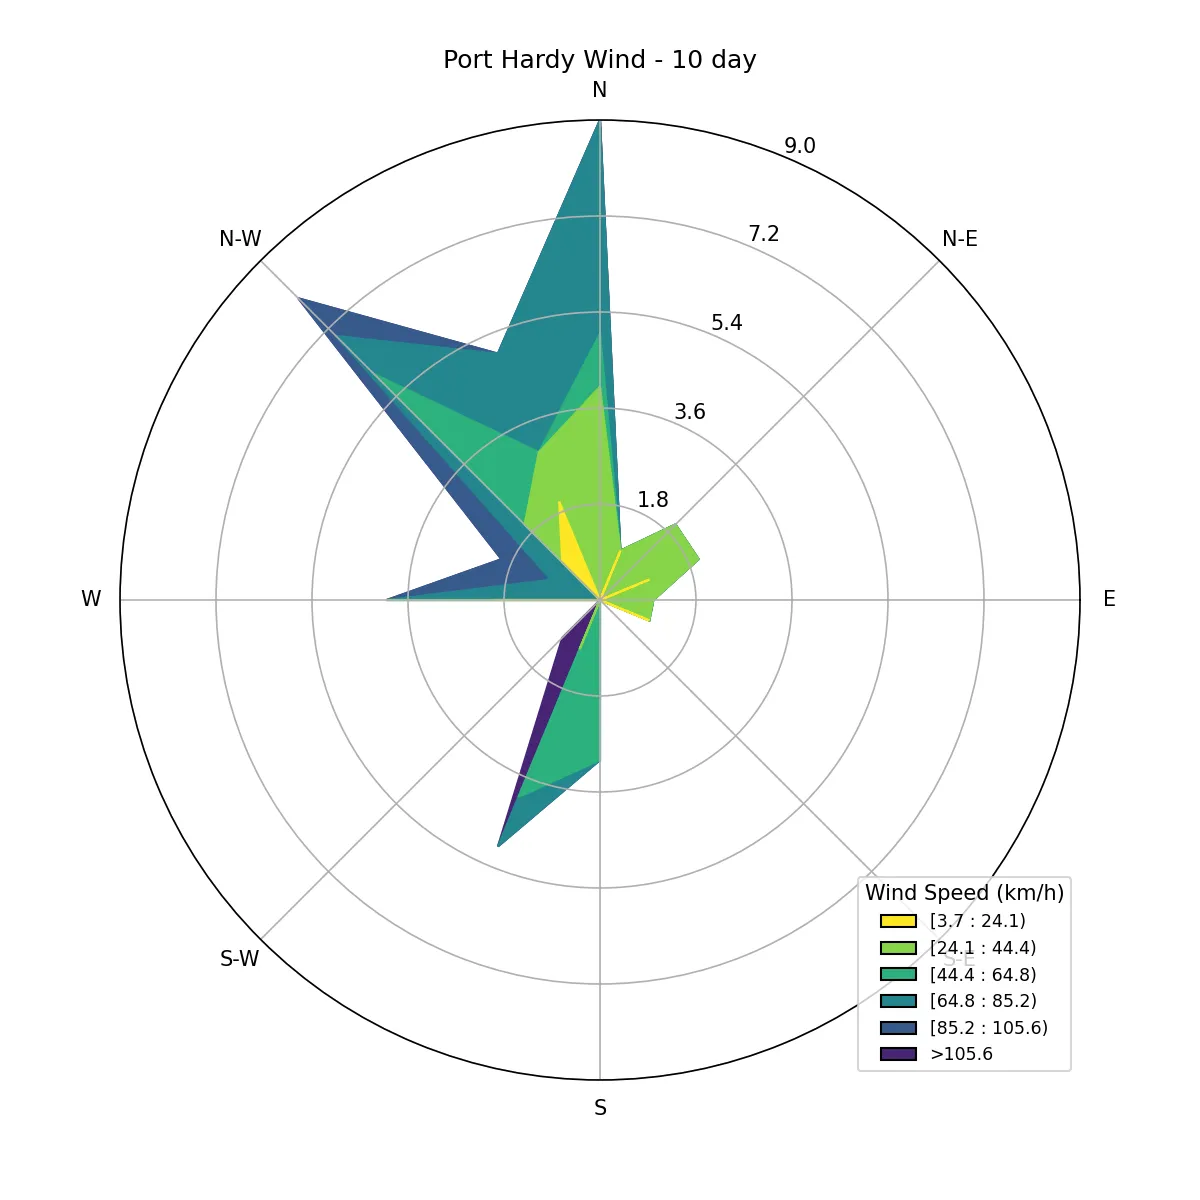 Port Hardy Wind - 10 day
N
9.0
7.2
N-W
N-E
5.4
3.6
1.8
W
E
Wind Speed (km/h)
[3.7 : 24.1)
[24.1 : 44.4)
S-W
S-E
[44.4 : 64.8)
[64.8 : 85.2)
[85.2 : 105.6)
>105.6
S